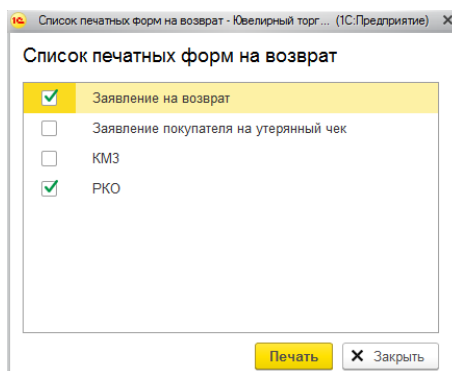 1С Список печатных форм на возврат - Ювелирный торг... (1С:Предприятие)
Список печатных форм на возврат
Заявление на возврат
Заявление покупателя на утерянный чек
КМ3
РКО
Печать
Закрыть